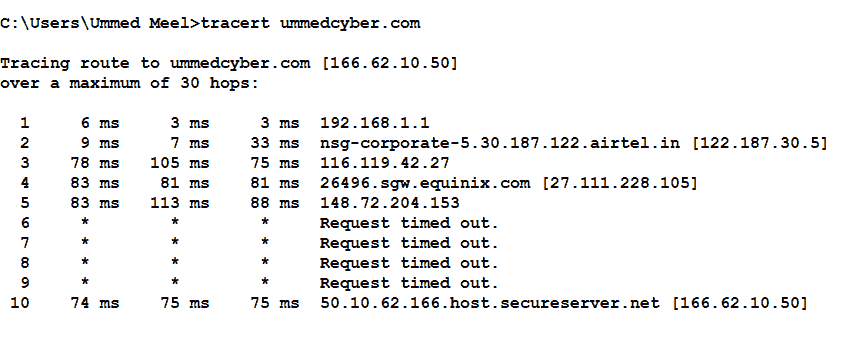 C:\Users\Ummed Meel>tracert ummedcyber.com
Tracing route to ummedcyber.com [166.62.10.50]
over a maximum of 30 hops:
1 6 ms 3 ms 3 ms 192.168.1.1
2 9 ms 7 ms 33 ms nsg-corporate-5.30.187.122.airtel.in [122.187.30.5]
3 78 ms 105 ms 75 ms 116.119.42.27
4 83 ms 81 ms 81 ms 26496.sgw.equinix.com [27.111.228.105]
5 83 ms 113 ms 88 ms 148.72.204.153
6 * * * Request timed out.
7 * * * Request timed out.
8 * * * Request timed out.
9 * * * Request timed out.
10 74 ms 75 ms 75 ms 50.10.62.166.host.secureserver.net [166.62.10.50]